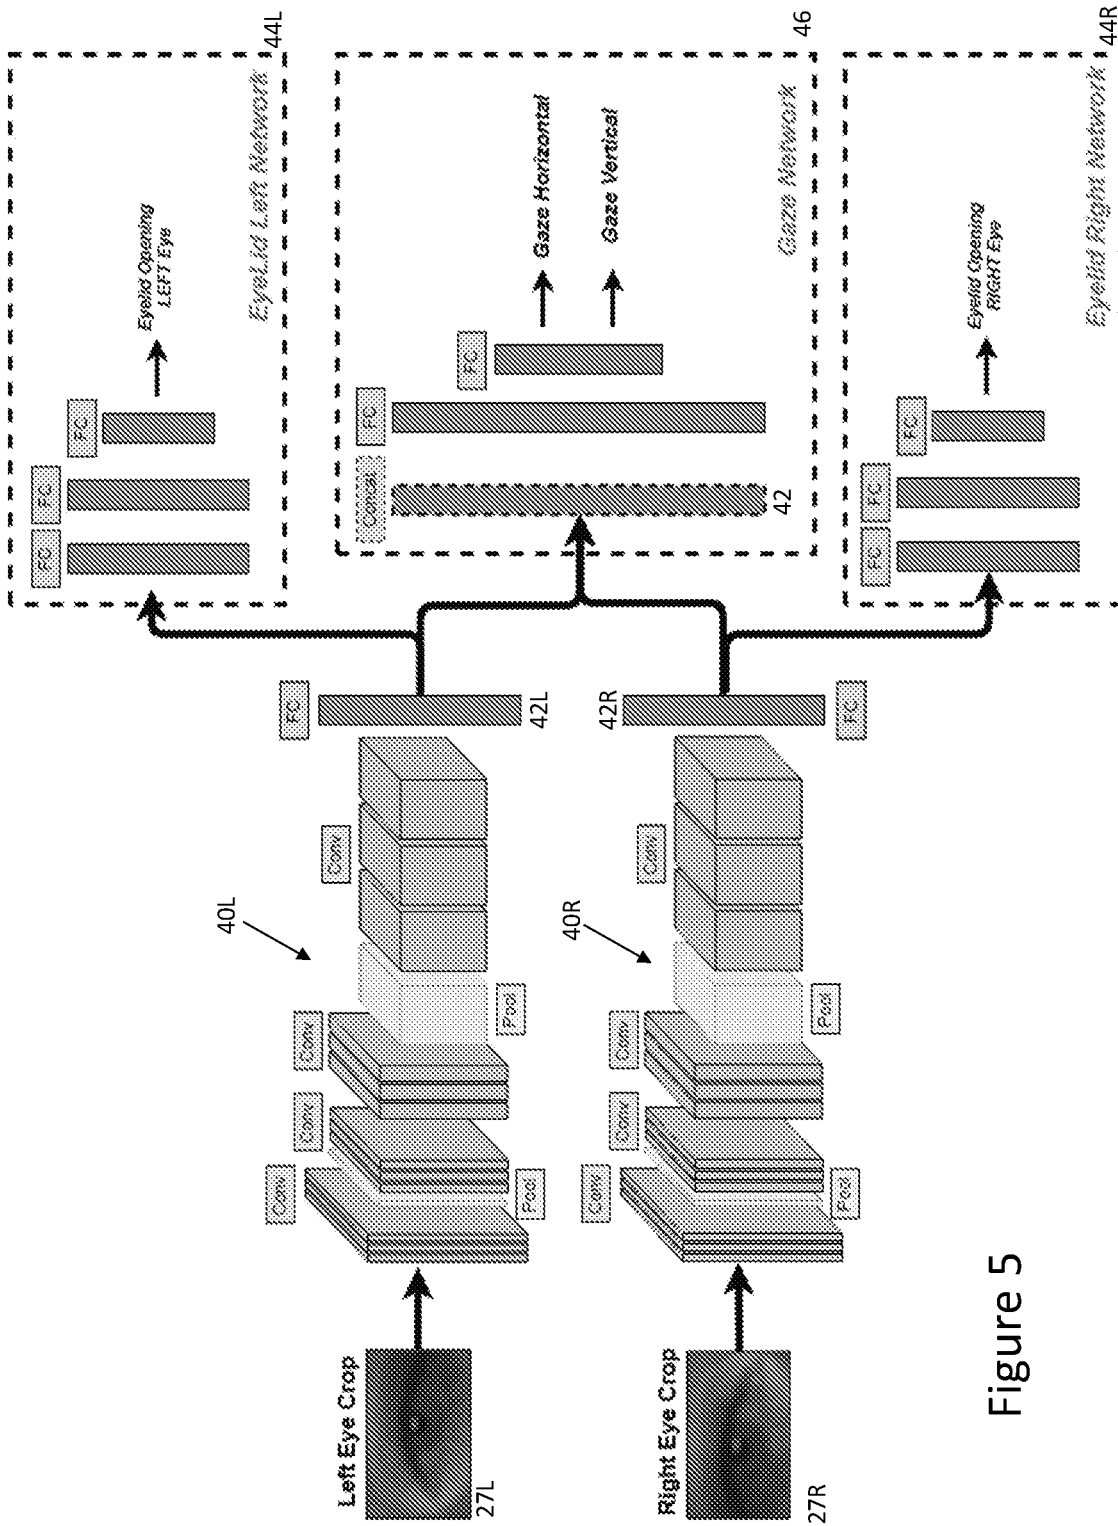 Left Eye Crop
27L
Conv
Pool
Conv
Conv
Pool
40L
Conv
FC
42L
Right Eye Crop
27R
Conv
Pool
Conv
Conv
Pool
40R
Conv
FC
42R
FC
FC
FC
Eyelid Opening
LEFT Eye
EyeLid Left Network
44L
Concat
42
FC
FC
Gaze Horizontal
Gaze Vertical
Gaze Network
46
FC
FC
FC
Eyelid Opening
RIGHT Eye
Eyelid Right Network
44R
Figure 5